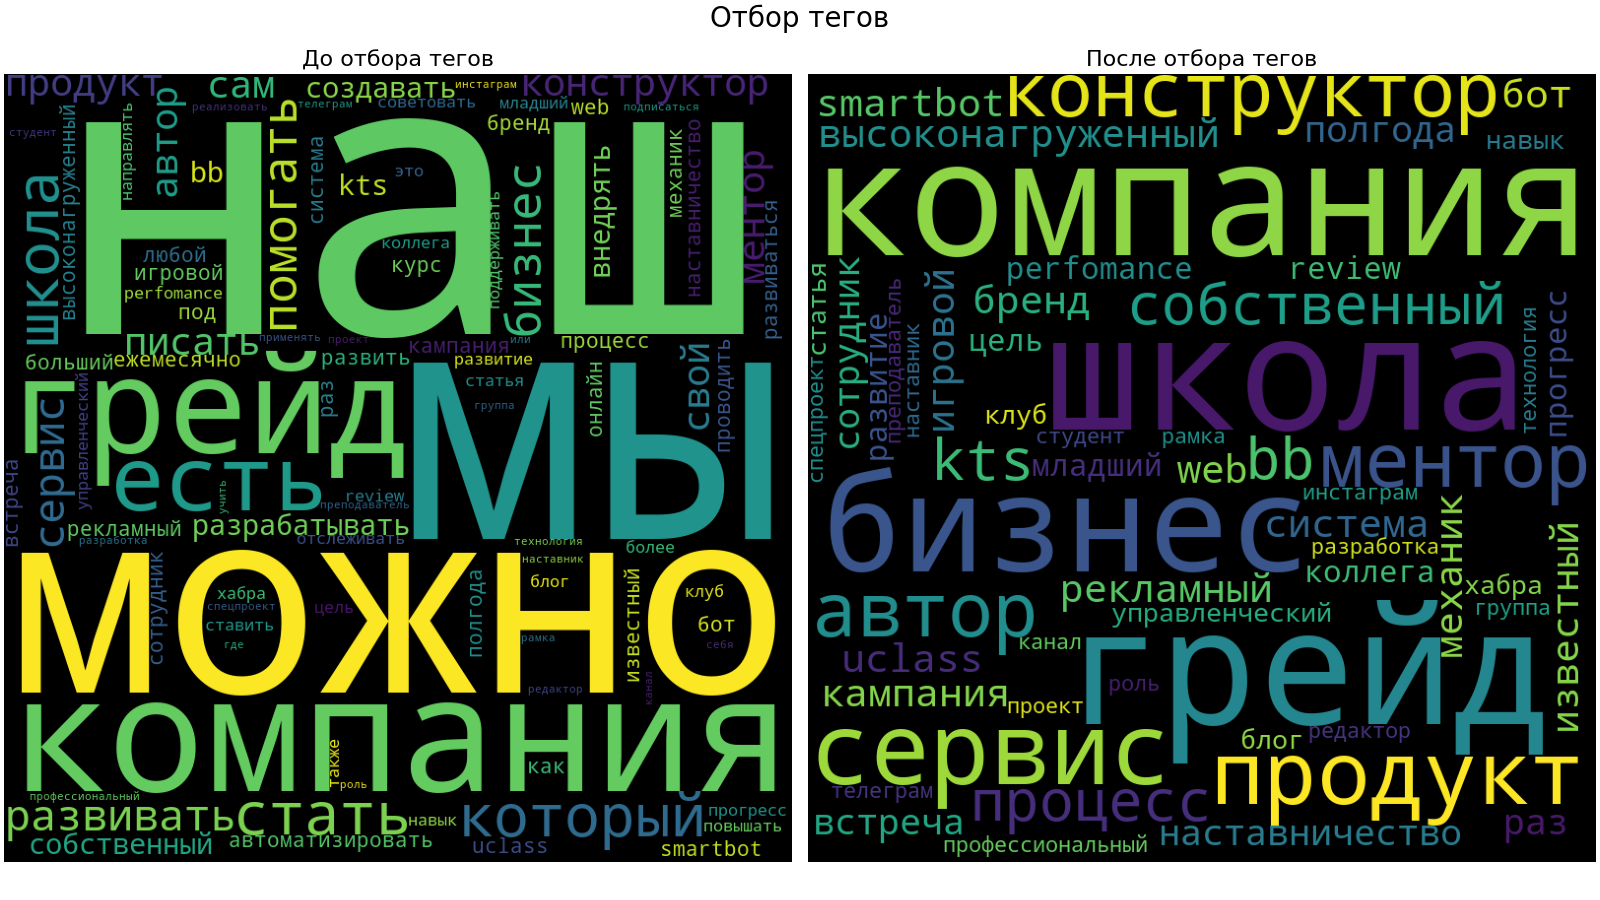 Отбор тегов
До отбора тегов
продукт
сам
создавать
инстаграм
конструктор
реализовать
телеграм
советовать
младший
web
подписаться
студент
высоконагруженный
направлять
автор
помогать
бренд
наш
школа
bb
система
kts
это
бизнес
внедрять
механик
наставничество
ментор
развиваться
поддерживать
любой
игровой
perfomance
под
коллега
курс
писать
применять
проект
кампания
или
процесс
больший
ежемесячно
развить
развитие
свой
проводить
грейд
раз
статья
группа
онлайн
мы
сервис
управленческий
есть
учить
review
преподаватель
встреча
рекламный
разрабатывать
разработка
отслеживать
технология
более
можно
сотрудник
хабра
спецпроект
ставить
где
цель
полгода
наставник
блог
рамка
известный
клуб
бот
себя
редактор
канал
компания
также
роль
как
профессиональный
развивать
стать
навык
который
прогресс
повышать
собственный
автоматизировать
uclass
smartbot
После отбора тегов
smartbot
конструктор
бот
высоконагруженный
полгода
навык
компания
perfomance
review
статья
спецпроект
сотрудник
развитие
преподаватель
наставник
игровой
бренд
собственный
цель
школа
технология
прогресс
клуб
студент
рамка
kts
младший
web
bb
ментор
бизнес
инстаграм
система
разработка
коллега
механик
известный
хабра
группа
рекламный
управленческий
автор
канал
грейд
uclass
роль
кампания
проект
сервис
блог
редактор
продукт
телеграм
процесс
встреча
наставничество
раз
профессиональный